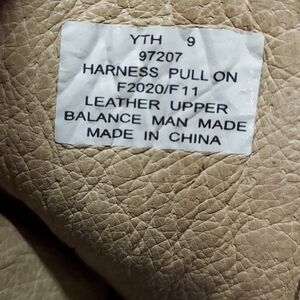 YTH 9
97207
HARNESS PULL ON
F2020/F11
LEATHER UPPER
BALANCE MAN MADE
MADE IN CHINA